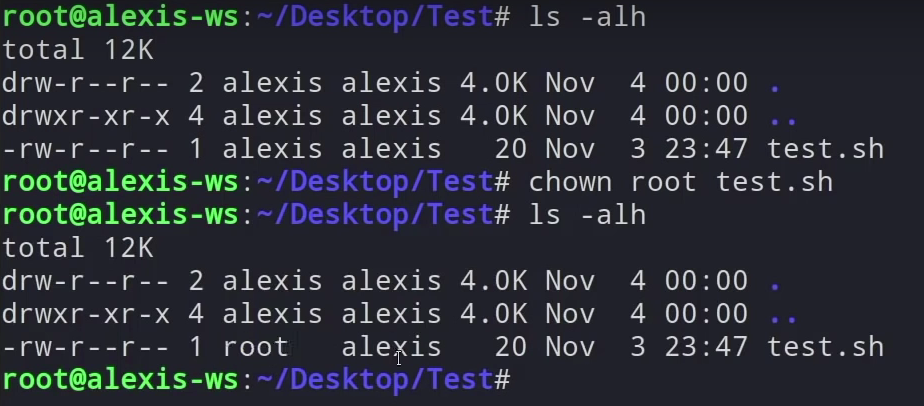 root@alexis-ws:~/Desktop/Test# ls -alh
total 12K
drw-r--r-- 2 alexis alexis 4.0K Nov  4 00:00 .
drwxr-xr-x 4 alexis alexis 4.0K Nov  4 00:00 ..
-rw-r--r-- 1 alexis alexis   20 Nov  3 23:47 test.sh
root@alexis-ws:~/Desktop/Test# chown root test.sh
root@alexis-ws:~/Desktop/Test# ls -alh
total 12K
drw-r--r-- 2 alexis alexis 4.0K Nov  4 00:00 .
drwxr-xr-x 4 alexis alexis 4.0K Nov  4 00:00 ..
-rw-r--r-- 1 root   alexis   20 Nov  3 23:47 test.sh
root@alexis-ws:~/Desktop/Test#